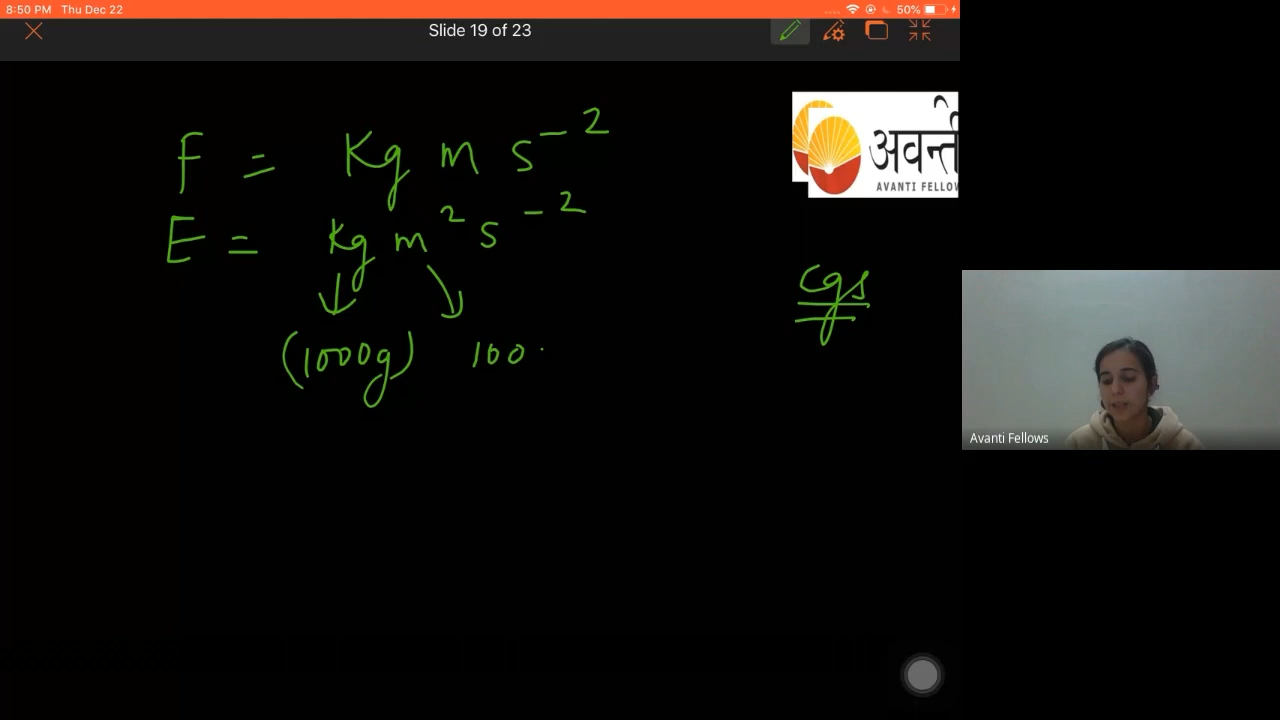 8:50 PM Thu Dec 22
50%
Slide 19 of 23
F = Kg m s⁻²
E = kg m² s⁻²
(1000g) 100
cgs
अवन्ती
AVANTI FELLOW
Avanti Fellows